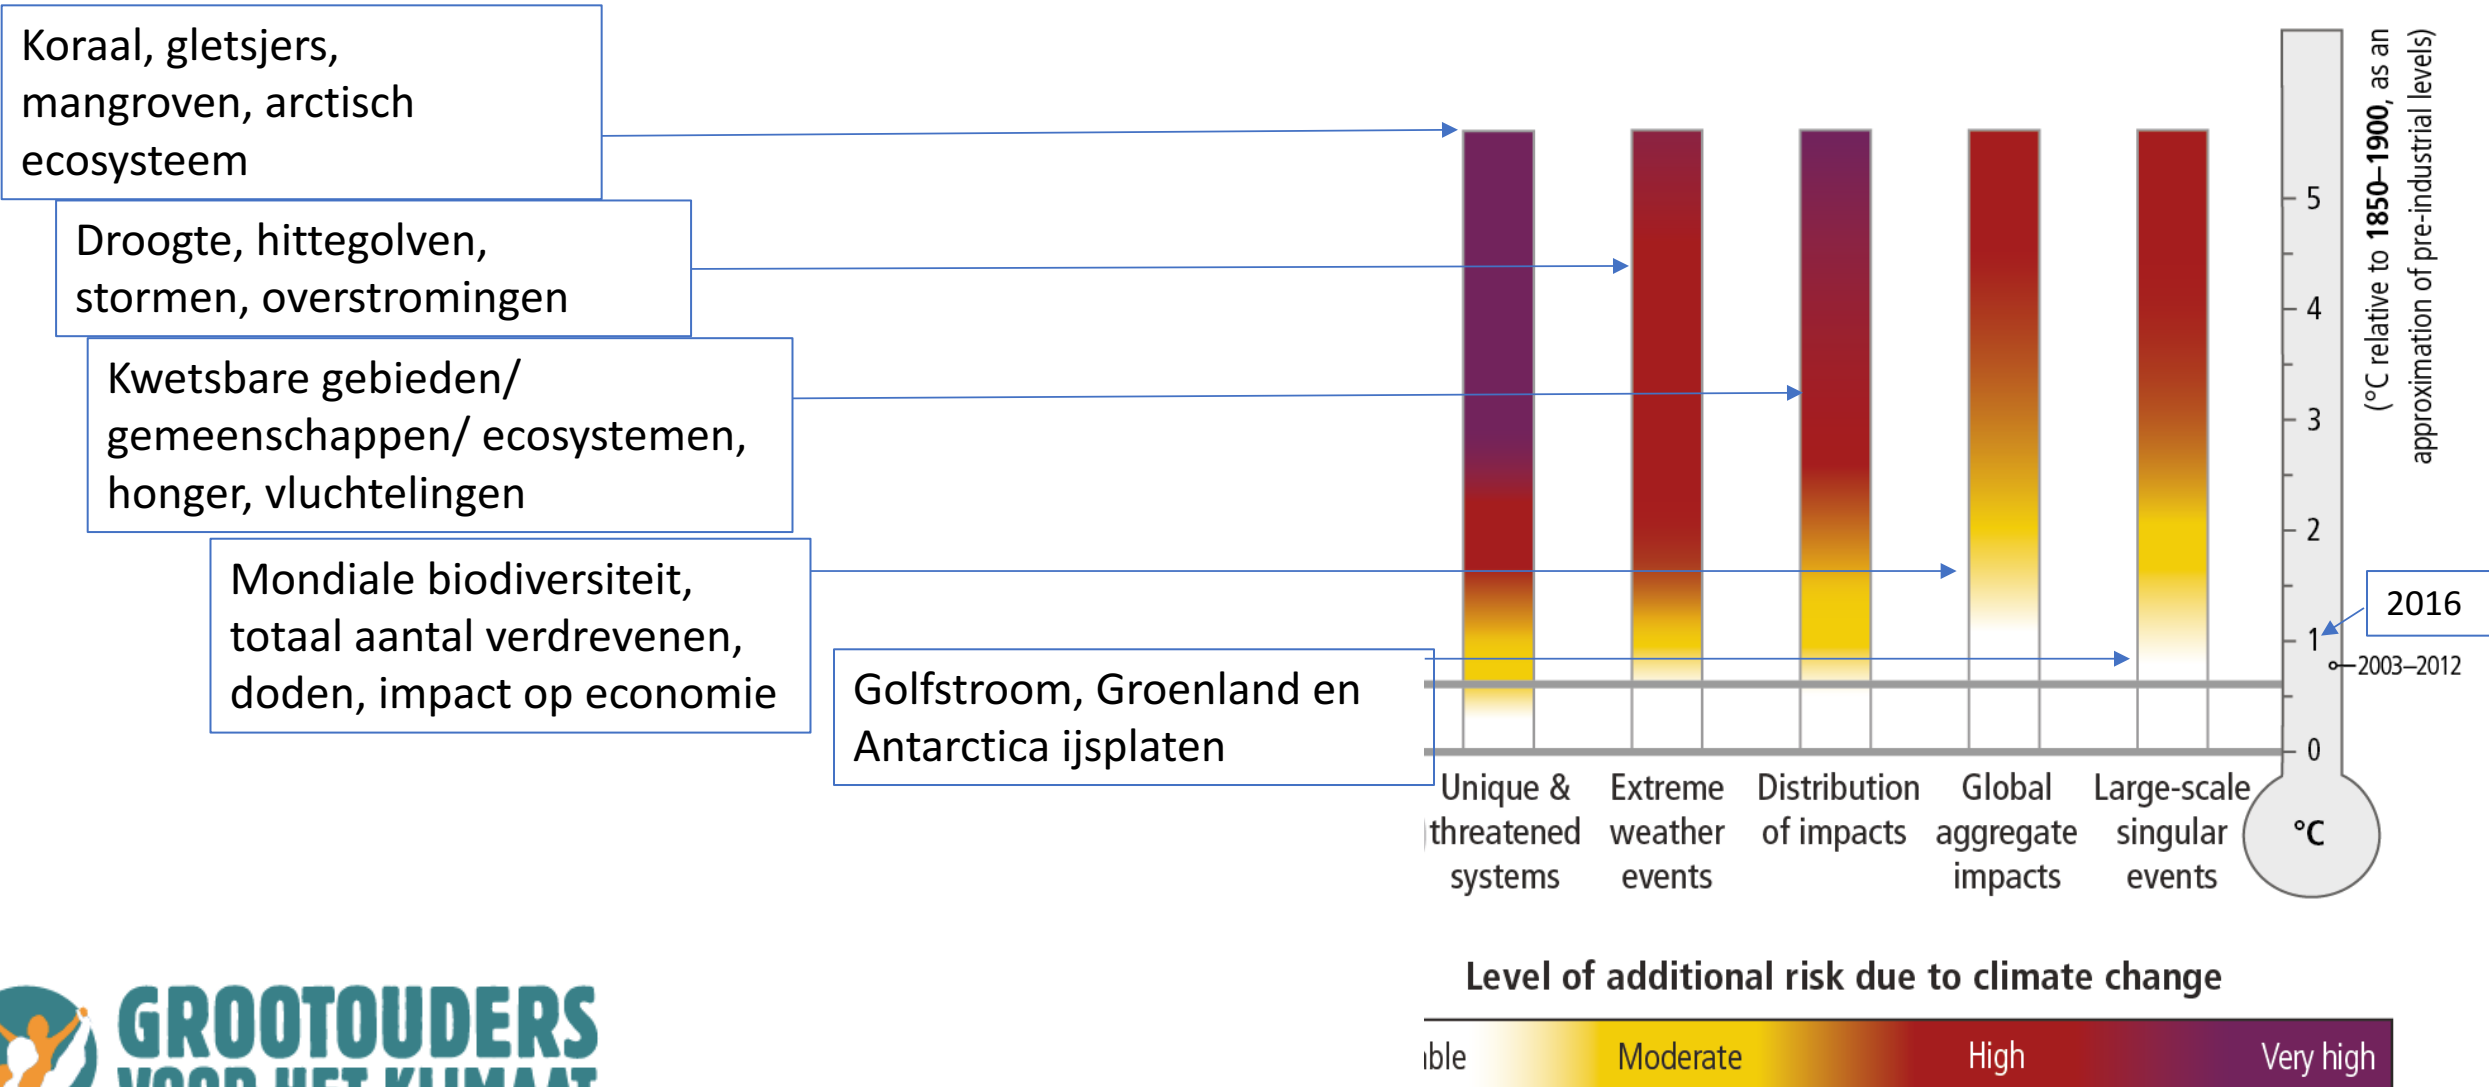 Koraal, gletsjers,
mangroven, arctisch
ecosysteem
Droogte, hittegolven,
stormen, overstromingen
Kwetsbare gebieden/
gemeenschappen/ ecosystemen,
honger, vluchtelingen
Mondiale biodiversiteit,
totaal aantal verdrevenen,
doden, impact op economie
Golfstroom, Groenland en
Antarctica ijsplaten
(°C relative to 1850–1900, as an
approximation of pre-industrial levels)
5
4
3
2
1
0
2016
2003–2012
°C
Unique &
threatened
systems
Extreme
weather
events
Distribution
of impacts
Global
aggregate
impacts
Large-scale
singular
events
Level of additional risk due to climate change
Moderate
High
Very high
GROOTOUDERS
VOOR HET KLIMAAT